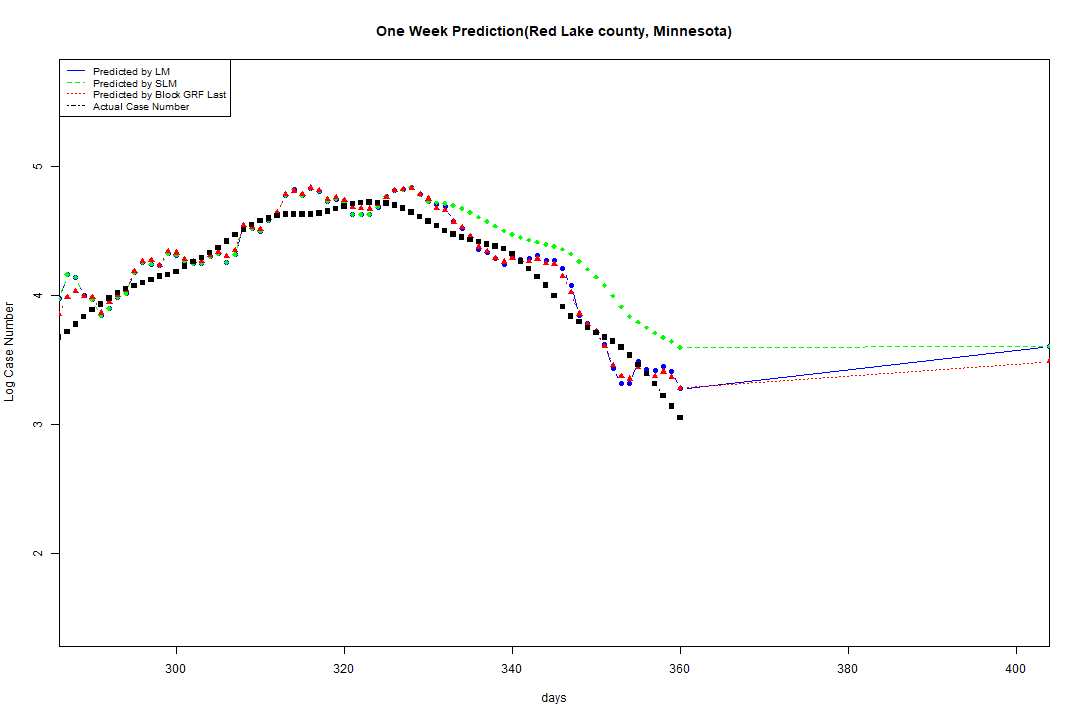 One Week Prediction(Red Lake county, Minnesota)
Predicted by LM
Predicted by SLM
Predicted by Block GRF Last
Actual Case Number
5
4
3
2
Log Case Number
300
320
340
360
380
400
days